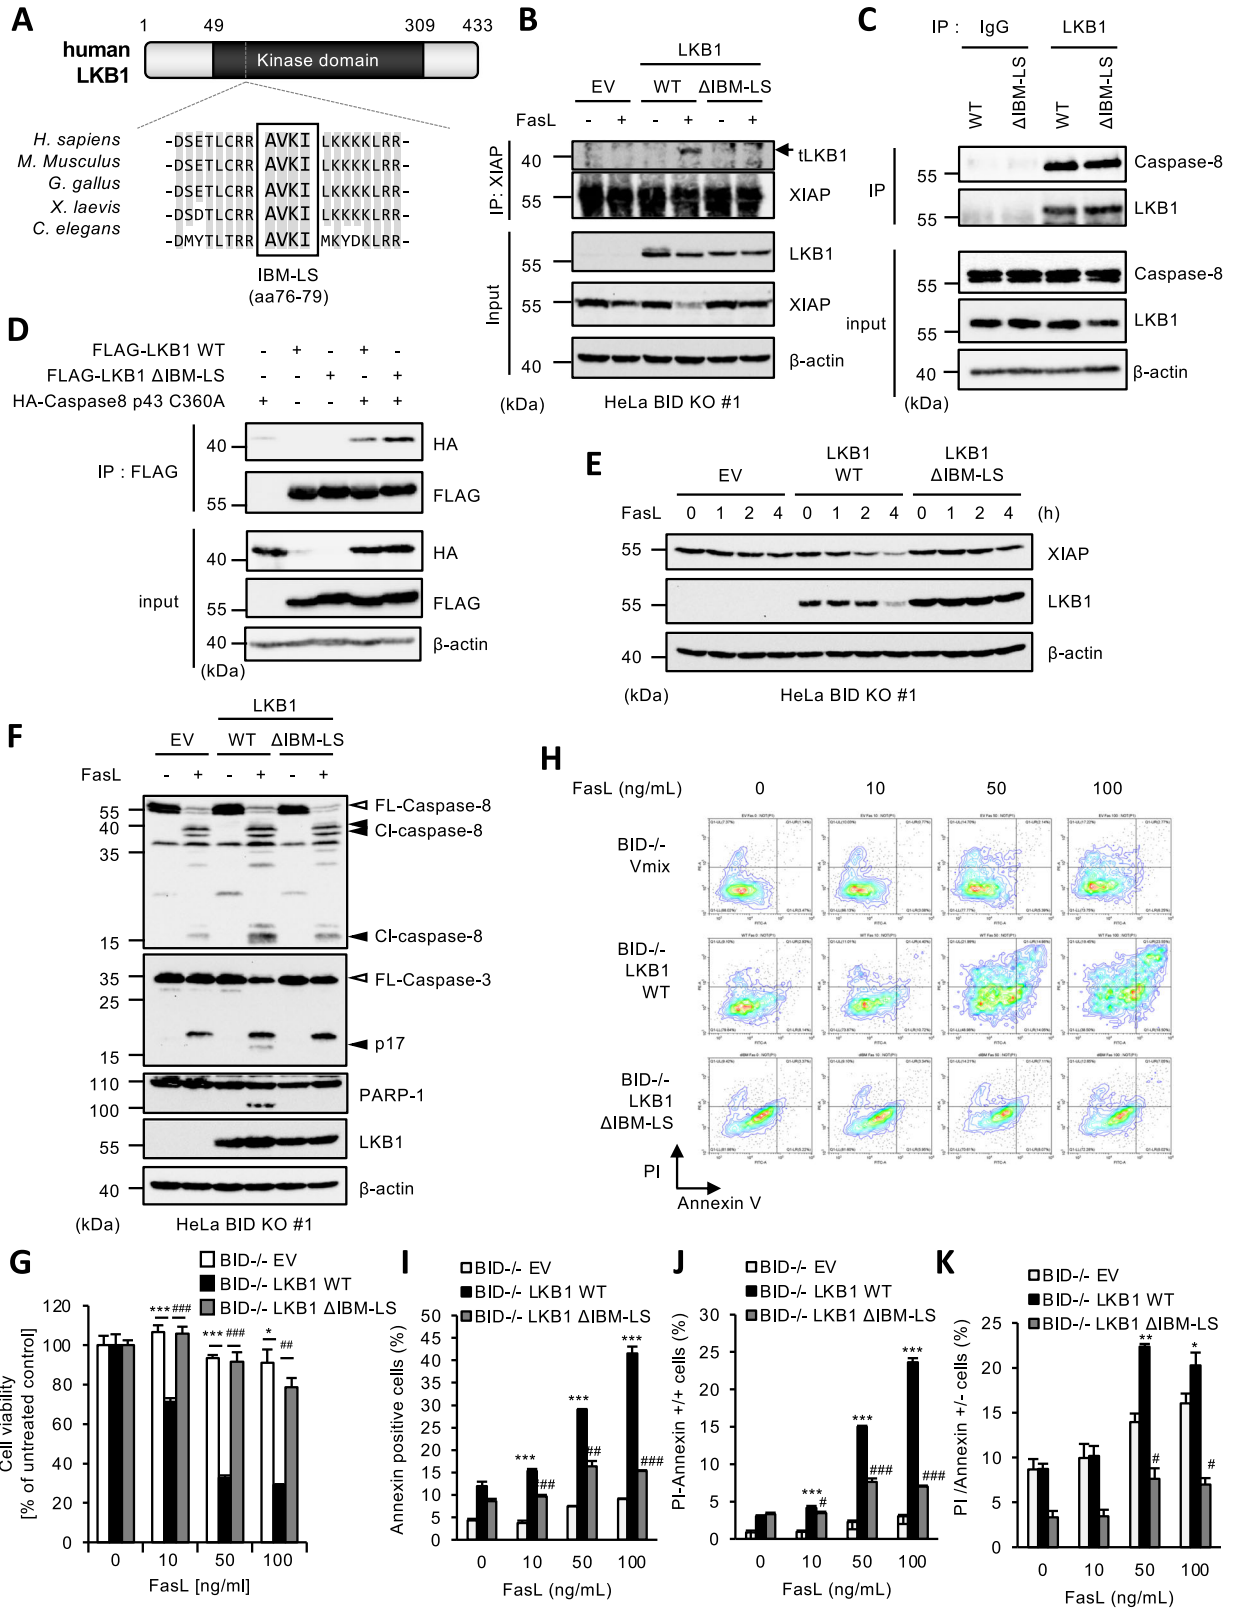 A
1 49 309 433
human
LKB1
Kinase domain
H. sapiens -DSETLCRR AVKI LKKKKLRR-
M. Musculus
G. gallus
X. laevis
C. elegans -DMYTLTRR AVKI MKYDKLRR-
IBM-LS
(aa76-79)
B
LKB1
EV WT ΔIBM-LS
FasL - + - + - +
IP: XIAP
40 tLKB1
55 XIAP
Input
55 LKB1
55 XIAP
40 β-actin
(kDa) HeLa BID KO #1
C
IP : IgG LKB1
WT ΔIBM-LS WT ΔIBM-LS
IP
55 Caspase-8
55 LKB1
input
55 Caspase-8
55 LKB1
40 β-actin
(kDa)
D
FLAG-LKB1 WT - + - + -
FLAG-LKB1 ΔIBM-LS - - + - +
HA-Caspase8 p43 C360A + - - + +
IP : FLAG
40 HA
55 FLAG
input
40 HA
55 FLAG
40 β-actin
(kDa)
E
EV
LKB1
WT
LKB1
ΔIBM-LS
FasL 0 1 2 4 0 1 2 4 0 1 2 4 (h)
55 XIAP
55 LKB1
40 β-actin
(kDa) HeLa BID KO #1
F
LKB1
EV WT ΔIBM-LS
FasL - + - + - +
55 FL-Caspase-8
40 Cl-caspase-8
35
15 Cl-caspase-8
35 FL-Caspase-3
25
p17
15
110 PARP-1
100
55 LKB1
40 β-actin
(kDa) HeLa BID KO #1
H
FasL (ng/mL) 0 10 50 100
BID-/-
Vmix
BID-/-
LKB1
WT
BID-/-
LKB1
ΔIBM-LS
PI
Annexin V
G
BID-/- EV
BID-/- LKB1 WT
BID-/- LKB1 ΔIBM-LS
Cell viability
[% of untreated control]
120
100
80
60
40
20
0
*** ### *** ### * ##
0 10 50 100
FasL [ng/ml]
I
BID-/- EV
BID-/- LKB1 WT
BID-/- LKB1 ΔIBM-LS
Annexin positive cells (%)
50
45
40
35
30
25
20
15
10
5
0
*** ### *** ## *** ###
0 10 50 100
FasL (ng/mL)
J
BID-/- EV
BID-/- LKB1 WT
BID-/- LKB1 ΔIBM-LS
PI-Annexin +/+ cells (%)
30
25
20
15
10
5
0
*** # *** ### *** ###
0 10 50 100
FasL (ng/mL)
K
BID-/- EV
BID-/- LKB1 WT
BID-/- LKB1 ΔIBM-LS
PI /Annexin +/- cells (%)
25
20
15
10
5
0
** # * #
0 10 50 100
FasL (ng/mL)